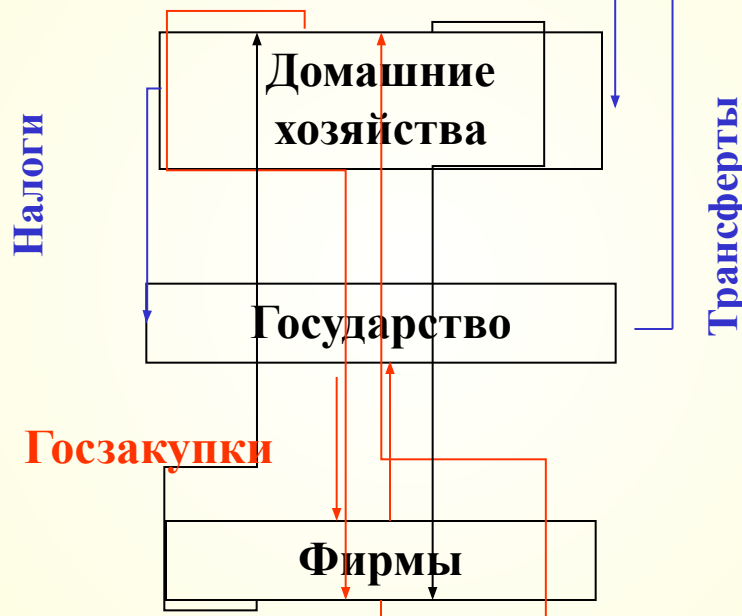 Домашние
хозяйства
Налоги
Трансферты
Государство
Госзакупки
Фирмы